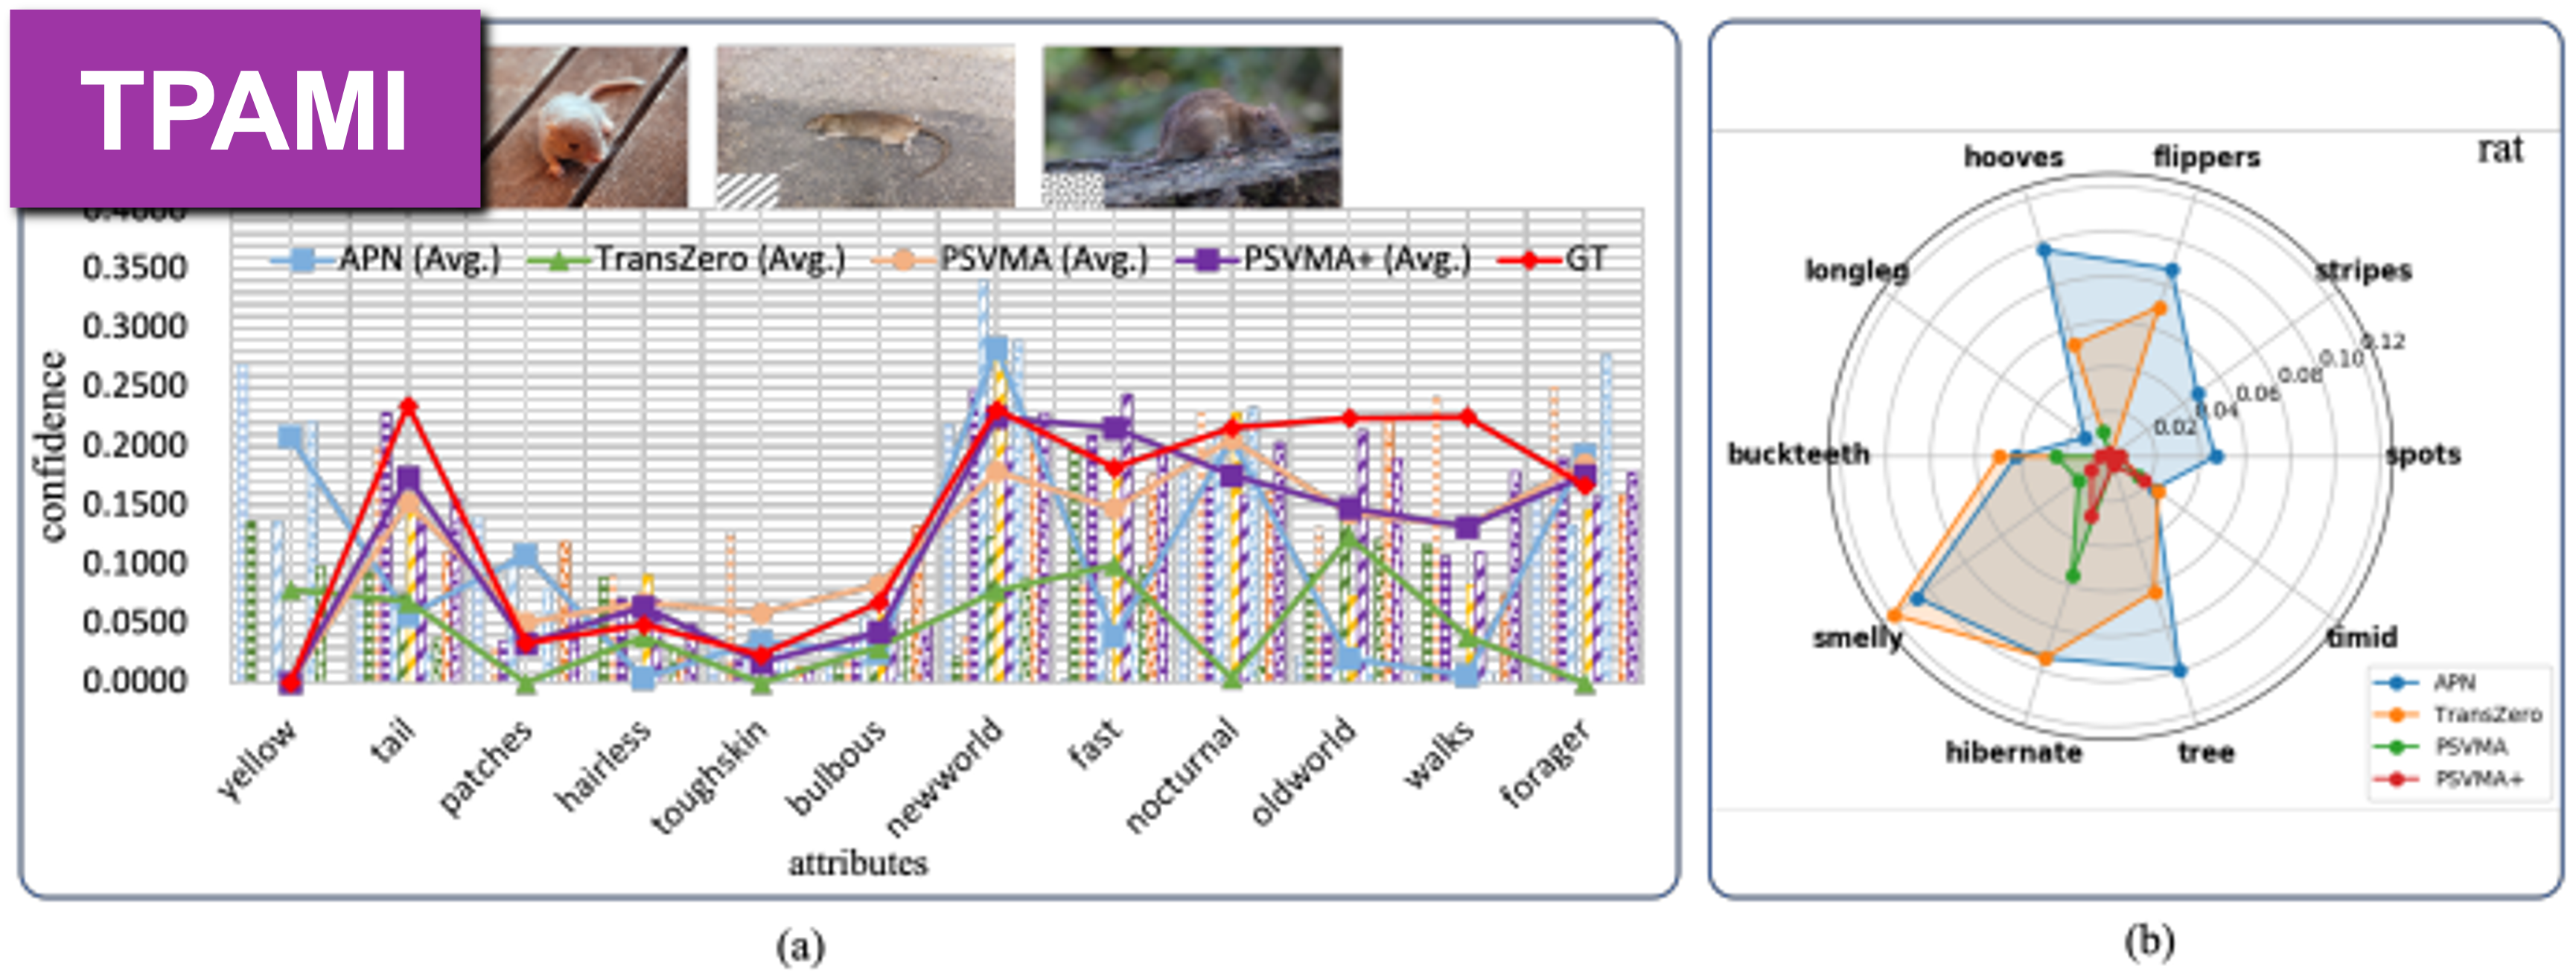 TPAMI
0.4000
APN (Avg.) TransZero (Avg.) PSVMA (Avg.) PSVMA+ (Avg.) GT
0.3500
0.3000
0.2500
0.2000
0.1500
0.1000
0.0500
0.0000
confidence
yellow tail patches hairless toughskin bulbous newworld fast nocturnal oldworld walks forager
attributes
(a)
rat
hooves flippers
longleg stripes
buckteeth spots
smelly timid
hibernate tree
0.02 0.04 0.06 0.08 0.10 0.12
APN
TransZero
PSVMA
PSVMA+
(b)